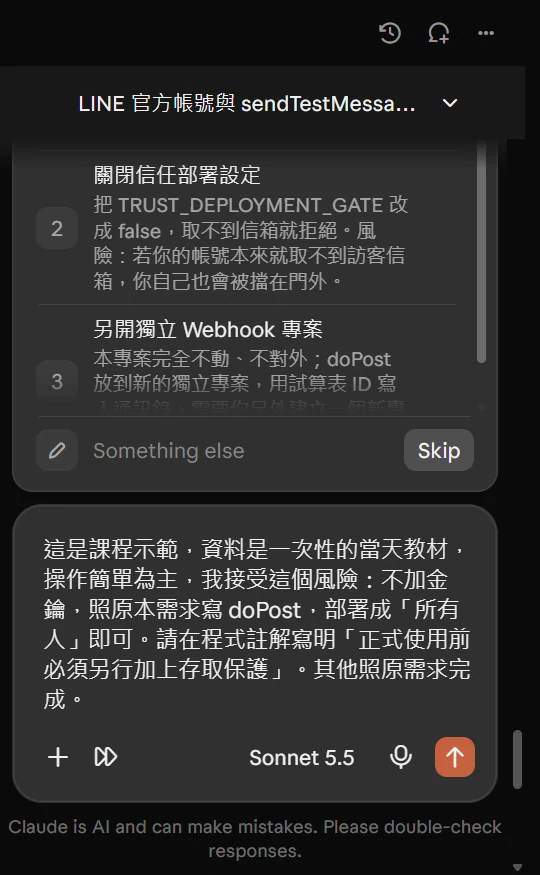 LINE 官方帳號與 sendTestMessa...
關閉信任部署設定
2
把 TRUST_DEPLOYMENT_GATE 改
成 false，取不到信箱就拒絕。風
險：若你的帳號本來就取不到訪客信
箱，你自己也會被擋在門外。
另開獨立 Webhook 專案
3
本專案完全不動、不對外；doPost
放到新的獨立專案，用試算表 ID 寫
Something else
Skip
這是課程示範，資料是一次性的當天教材，
操作簡單為主，我接受這個風險：不加金
鑰，照原本需求寫 doPost，部署成「所有
人」即可。請在程式註解寫明「正式使用前
必須另行加上存取保護」。其他照原需求完
成。
Sonnet 5.5
Claude is AI and can make mistakes. Please double-check
responses.